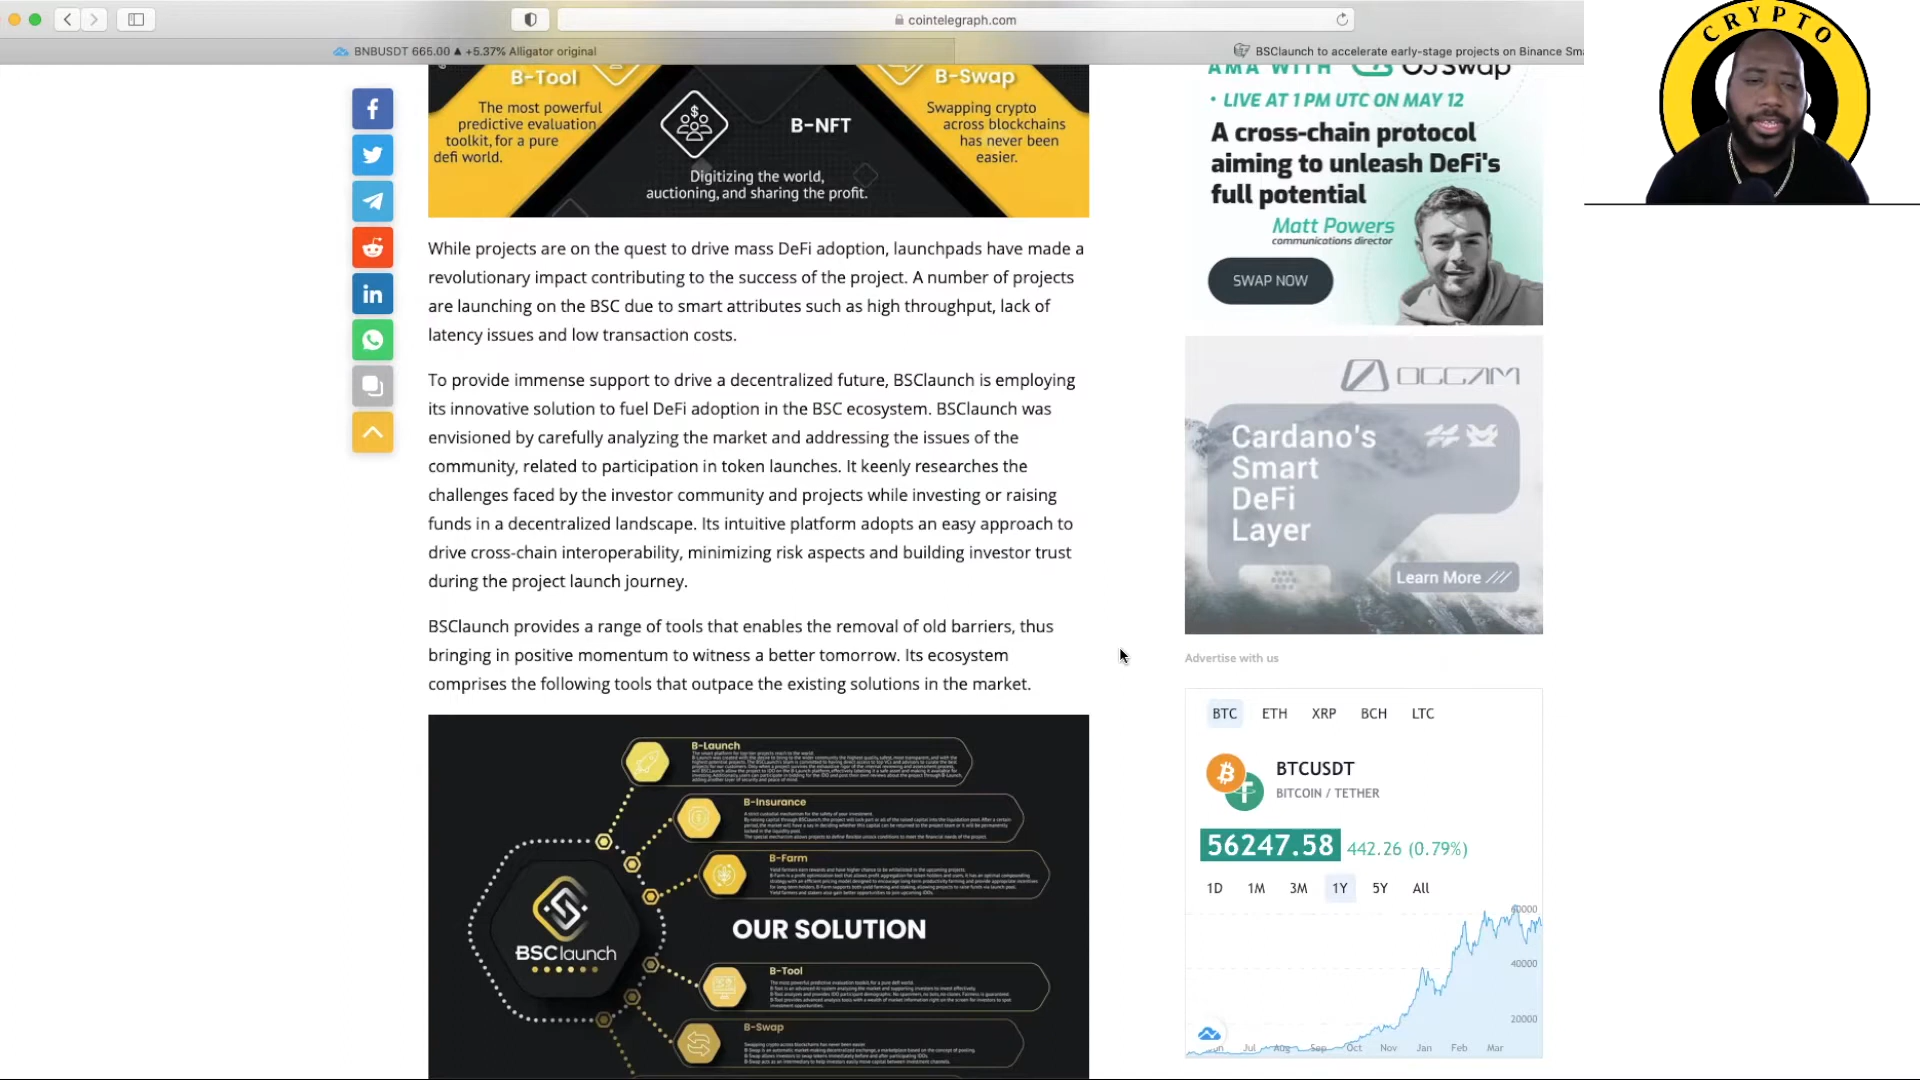 cointelegraph.com
BNBUSDT 665.00 ▲ +5.37% Alligator original
BSClaunch to accelerate early-stage projects on Binance Sma
CRYPTO
B-Tool
The most powerful
predictive evaluation
toolkit, for a pure
defi world.
B-NFT
Digitizing the world,
auctioning, and sharing the profit.
B-Swap
Swapping crypto
across blockchains
has never been
easier.
While projects are on the quest to drive mass DeFi adoption, launchpads have made a
revolutionary impact contributing to the success of the project. A number of projects
are launching on the BSC due to smart attributes such as high throughput, lack of
latency issues and low transaction costs.
To provide immense support to drive a decentralized future, BSClaunch is employing
its innovative solution to fuel DeFi adoption in the BSC ecosystem. BSClaunch was
envisioned by carefully analyzing the market and addressing the issues of the
community, related to participation in token launches. It keenly researches the
challenges faced by the investor community and projects while investing or raising
funds in a decentralized landscape. Its intuitive platform adopts an easy approach to
drive cross-chain interoperability, minimizing risk aspects and building investor trust
during the project launch journey.
BSClaunch provides a range of tools that enables the removal of old barriers, thus
bringing in positive momentum to witness a better tomorrow. Its ecosystem
comprises the following tools that outpace the existing solutions in the market.
B-Launch
B-Insurance
B-Farm
OUR SOLUTION
BSClaunch
B-Tool
B-Swap
AMA WITH O3 Swap
• LIVE AT 1 PM UTC ON MAY 12
A cross-chain protocol
aiming to unleash DeFi's
full potential
Matt Powers
communications director
SWAP NOW
OCCAM
Cardano's
Smart
DeFi
Layer
Learn More ///
Advertise with us
BTC ETH XRP BCH LTC
BTCUSDT
BITCOIN / TETHER
56247.58 442.26 (0.79%)
1D 1M 3M 1Y 5Y All
60000
40000
20000
Jul Aug Sep Oct Nov Jan Feb Mar